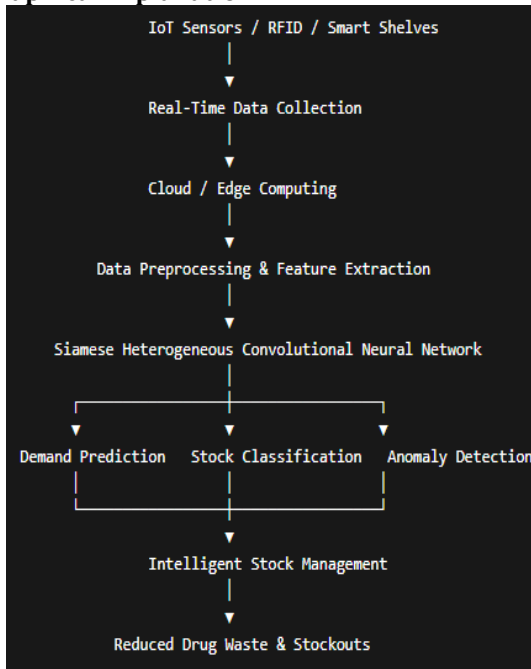 IoT Sensors / RFID / Smart Shelves
Real-Time Data Collection
Cloud / Edge Computing
Data Preprocessing & Feature Extraction
Siamese Heterogeneous Convolutional Neural Network
Demand Prediction Stock Classification Anomaly Detection
Intelligent Stock Management
Reduced Drug Waste & Stockouts